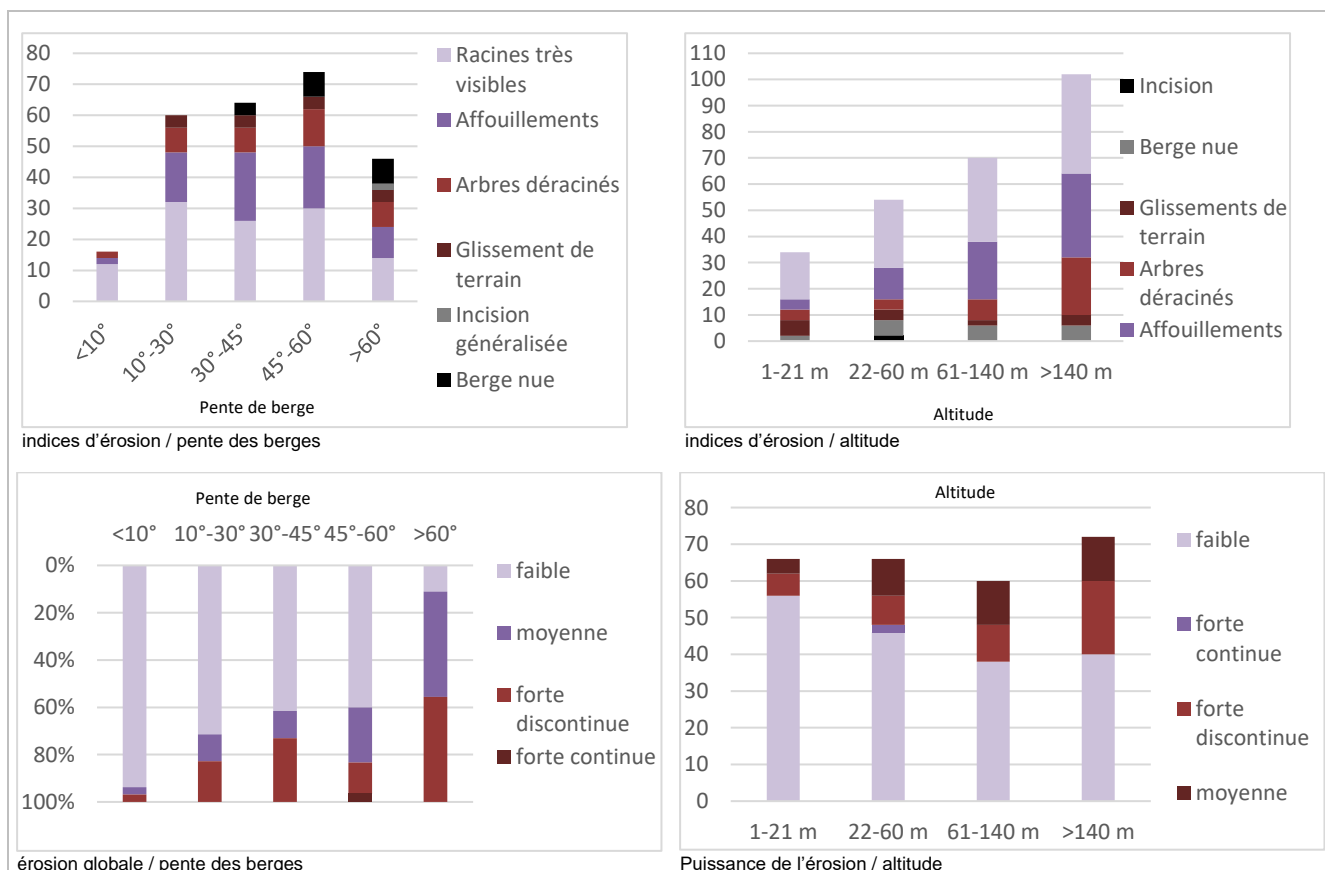 80
70
60
50
40
30
20
10
0
<10°
10°-30°
30°-45°
45°-60°
>60°
Pente de berge
Racines très
visibles
Affouillements
Arbres déracinés
Glissement de
terrain
Incision
généralisée
Berge nue
indices d'érosion / pente des berges
110
100
90
80
70
60
50
40
30
20
10
0
1-21 m 22-60 m 61-140 m >140 m
Altitude
Incision
Berge nue
Glissements de
terrain
Arbres
déracinés
Affouillements
indices d'érosion / altitude
Pente de berge
<10° 10°-30° 30°-45° 45°-60° >60°
0%
20%
40%
60%
80%
100%
faible
moyenne
forte
discontinue
forte continue
érosion globale / pente des berges
Altitude
80
70
60
50
40
30
20
10
0
1-21 m 22-60 m 61-140 m >140 m
faible
forte
continue
forte
discontinue
moyenne
Puissance de l'érosion / altitude